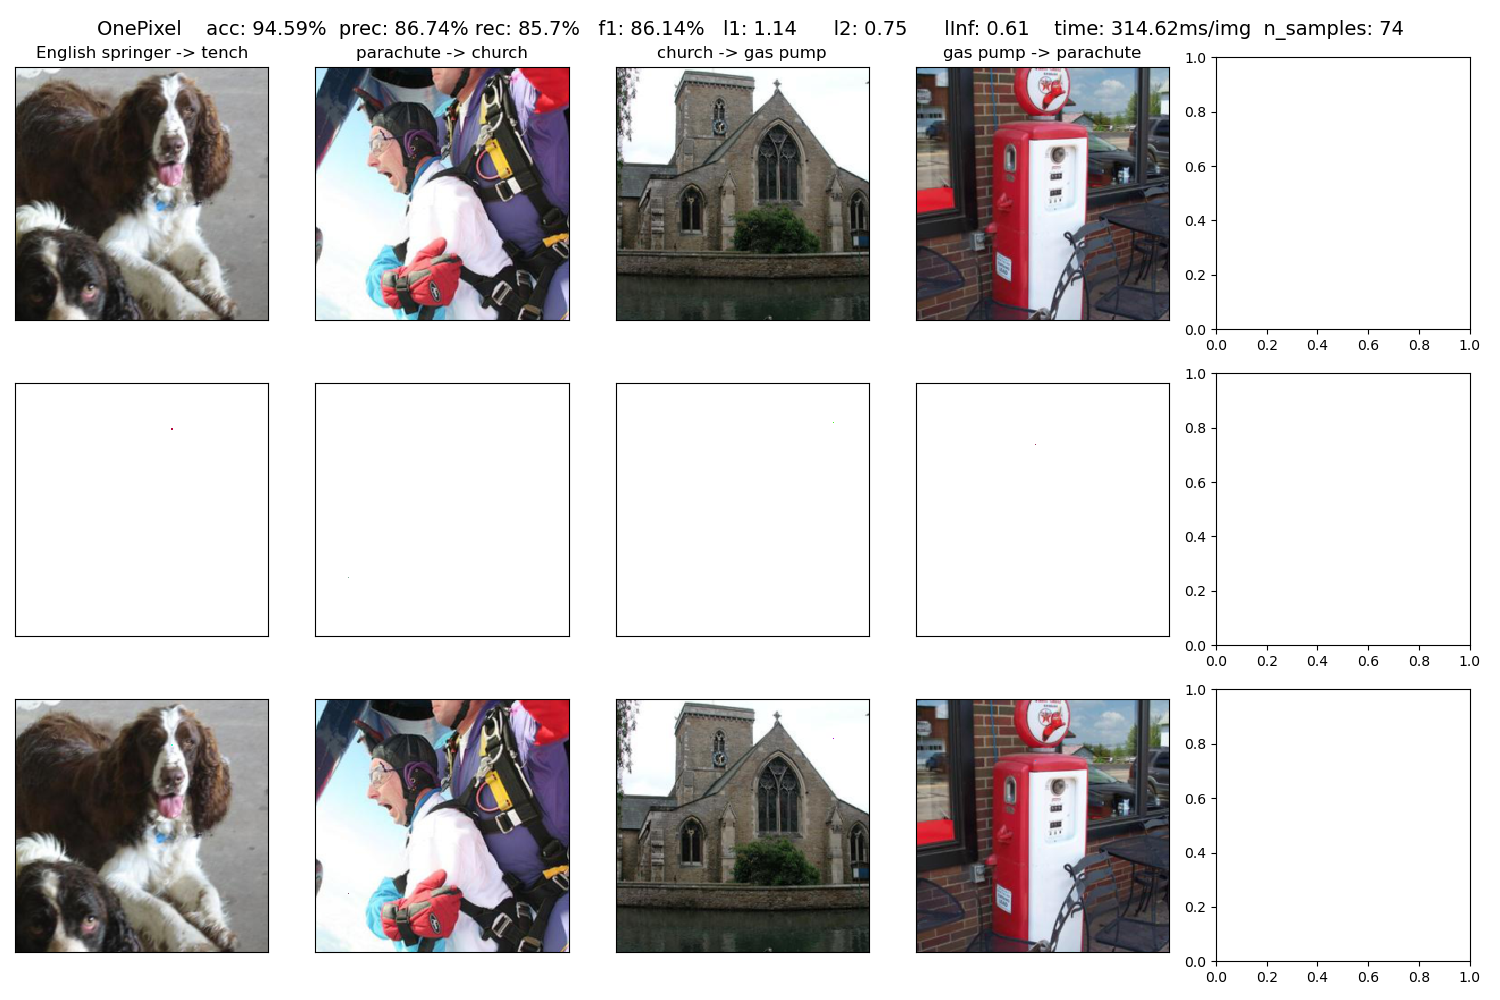 OnePixel acc: 94.59% prec: 86.74% rec: 85.7% f1: 86.14% l1: 1.14 l2: 0.75 lInf: 0.61 time: 314.62ms/img n_samples: 74
English springer -> tench
parachute -> church
church -> gas pump
gas pump -> parachute
1.0
0.8
0.6
0.4
0.2
0.0
0.0 0.2 0.4 0.6 0.8 1.0
1.0
0.8
0.6
0.4
0.2
0.0
0.0 0.2 0.4 0.6 0.8 1.0
1.0
0.8
0.6
0.4
0.2
0.0
0.0 0.2 0.4 0.6 0.8 1.0